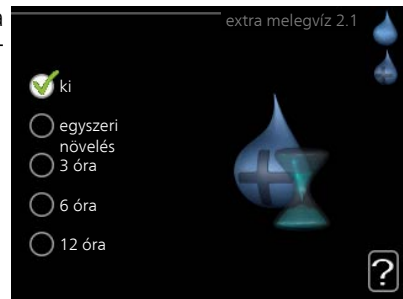 extra melegvíz 2.1
ki
egyszeri
növelés
3 óra
6 óra
12 óra
?